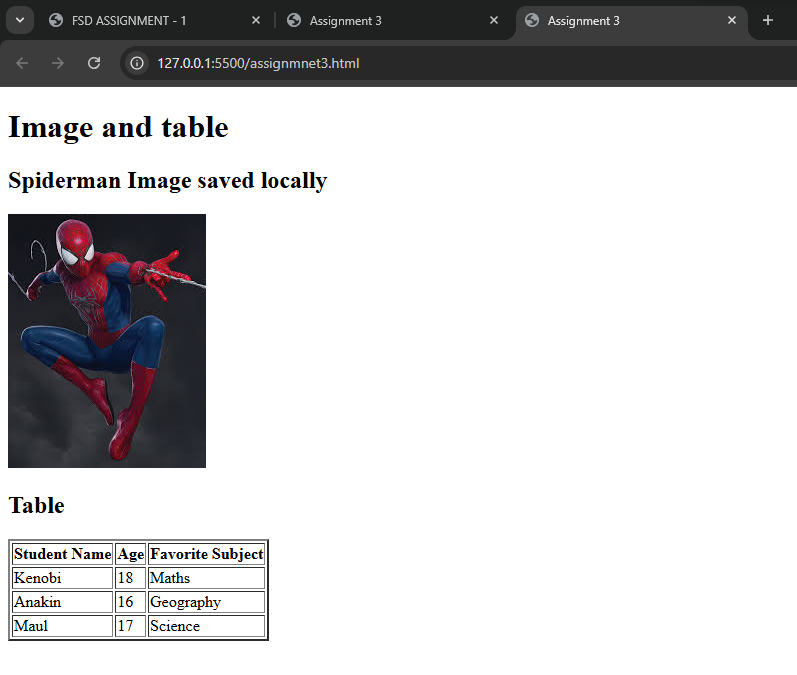 FSD ASSIGNMENT - 1
Assignment 3
Assignment 3
127.0.0.1:5500/assignmnet3.html
Image and table
Spiderman Image saved locally
Table
Student Name Age Favorite Subject
Kenobi 18 Maths
Anakin 16 Geography
Maul 17 Science